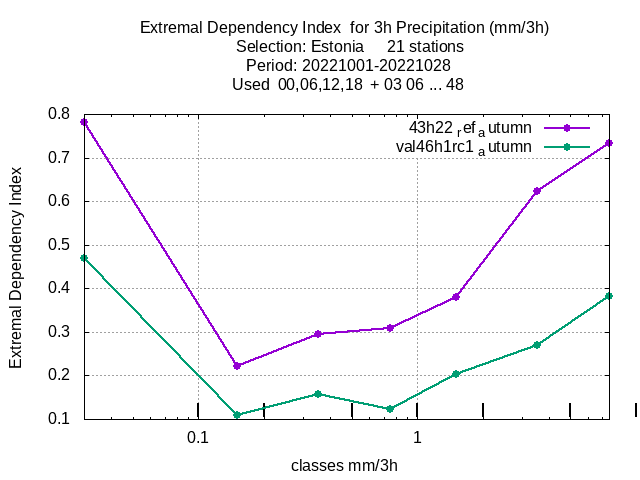 Extremal Dependency Index  for 3h Precipitation (mm/3h)
Selection: Estonia     21 stations
Period: 20221001-20221028
Used  00,06,12,18  + 03 06 ... 48
43h22 ref a utumn
val46h1rc1 a utumn
Extremal Dependency Index
0.8
0.7
0.6
0.5
0.4
0.3
0.2
0.1
0.1
1
classes mm/3h